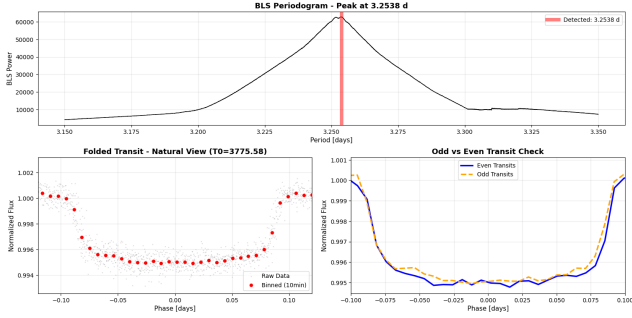 BLS Periodogram - Peak at 3.2538 d
BLS Power
60000
50000
40000
30000
20000
10000
Detected: 3.2538 d
3.150
3.175
3.200
3.225
3.250
3.275
3.300
3.325
3.350
Period [days]
Folded Transit - Natural View (T0=3775.58)
Normalized Flux
1.002
1.000
0.998
0.996
0.994
Raw Data
Binned (10min)
−0.10
−0.05
0.00
0.05
0.10
Phase [days]
Odd vs Even Transit Check
Normalized Flux
1.001
1.000
0.999
0.998
0.997
0.996
0.995
Even Transits
Odd Transits
−0.100
−0.075
−0.050
−0.025
0.000
0.025
0.050
0.075
0.100
Phase [days]